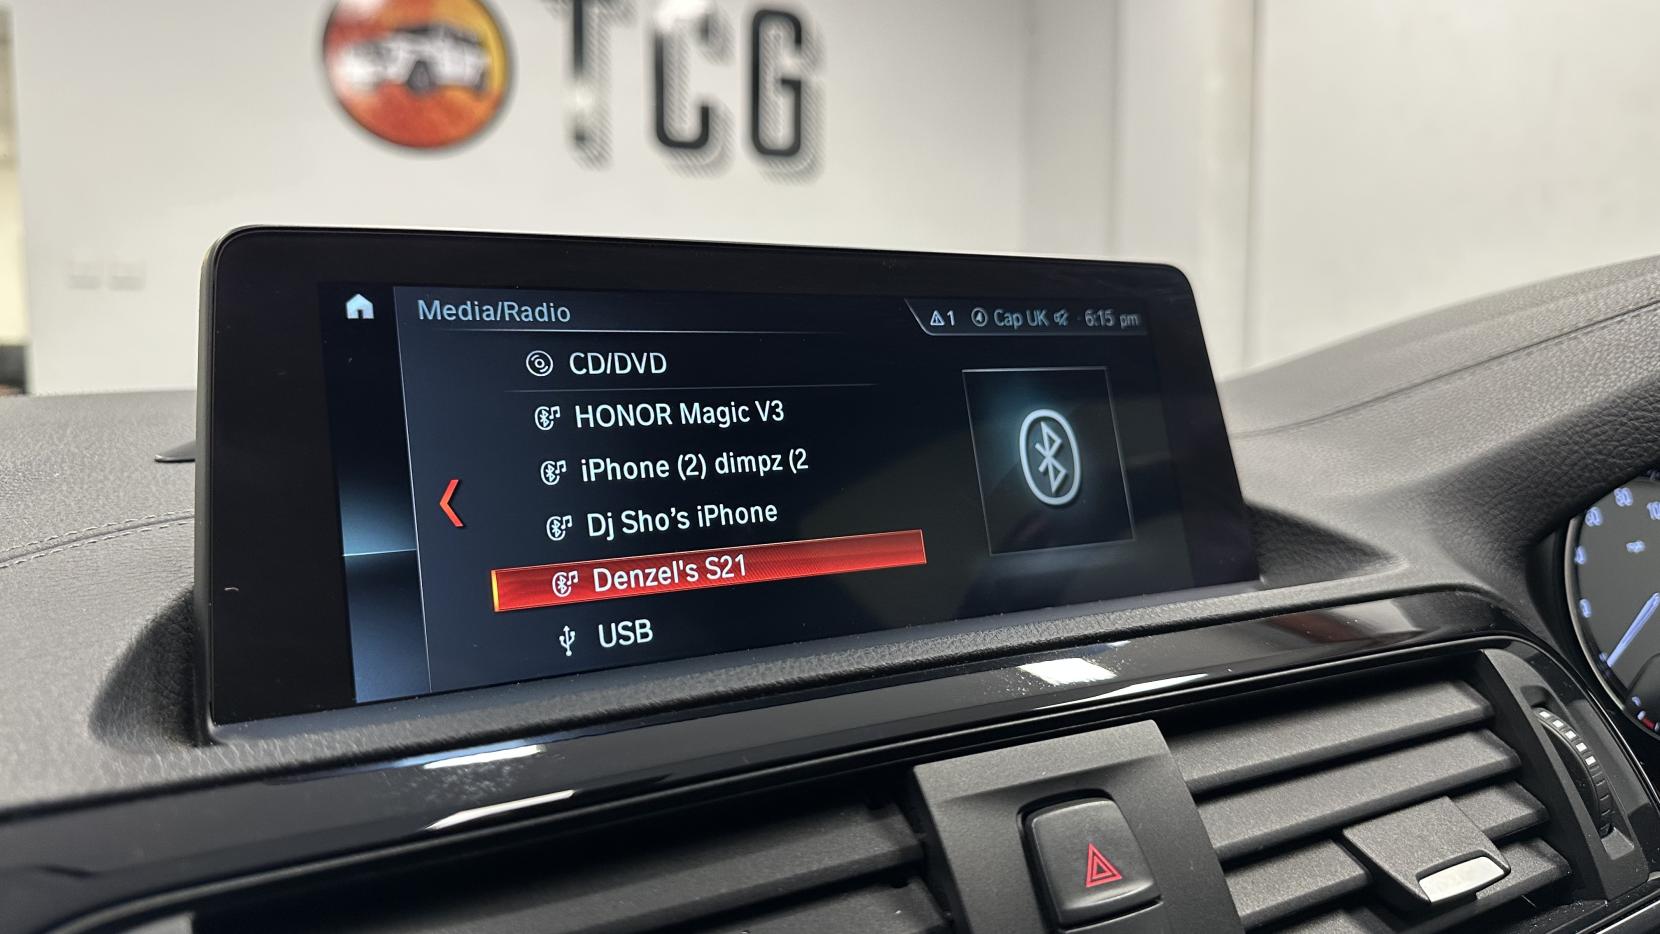 TCG
Media/Radio
1 Cap UK · 6:15 pm
CD/DVD
HONOR Magic V3
iPhone (2) dimpz (2
Dj Sho's iPhone
Denzel's S21
USB
80